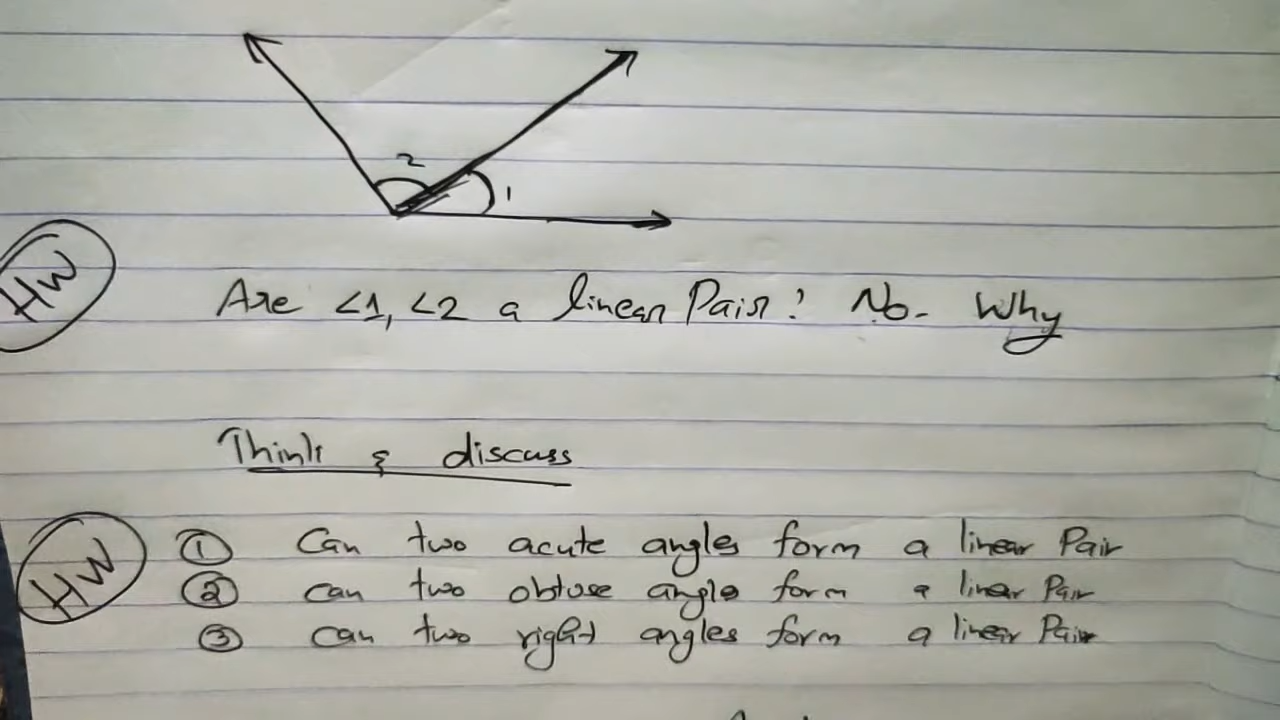 2
1
HW
Are <1, <2 a linear Pair? No. Why
Think & discuss
HW
① Can two acute angles form a linear Pair
② can two obtuse angle form a linear Pair
③ can two right angles form a linear Pair